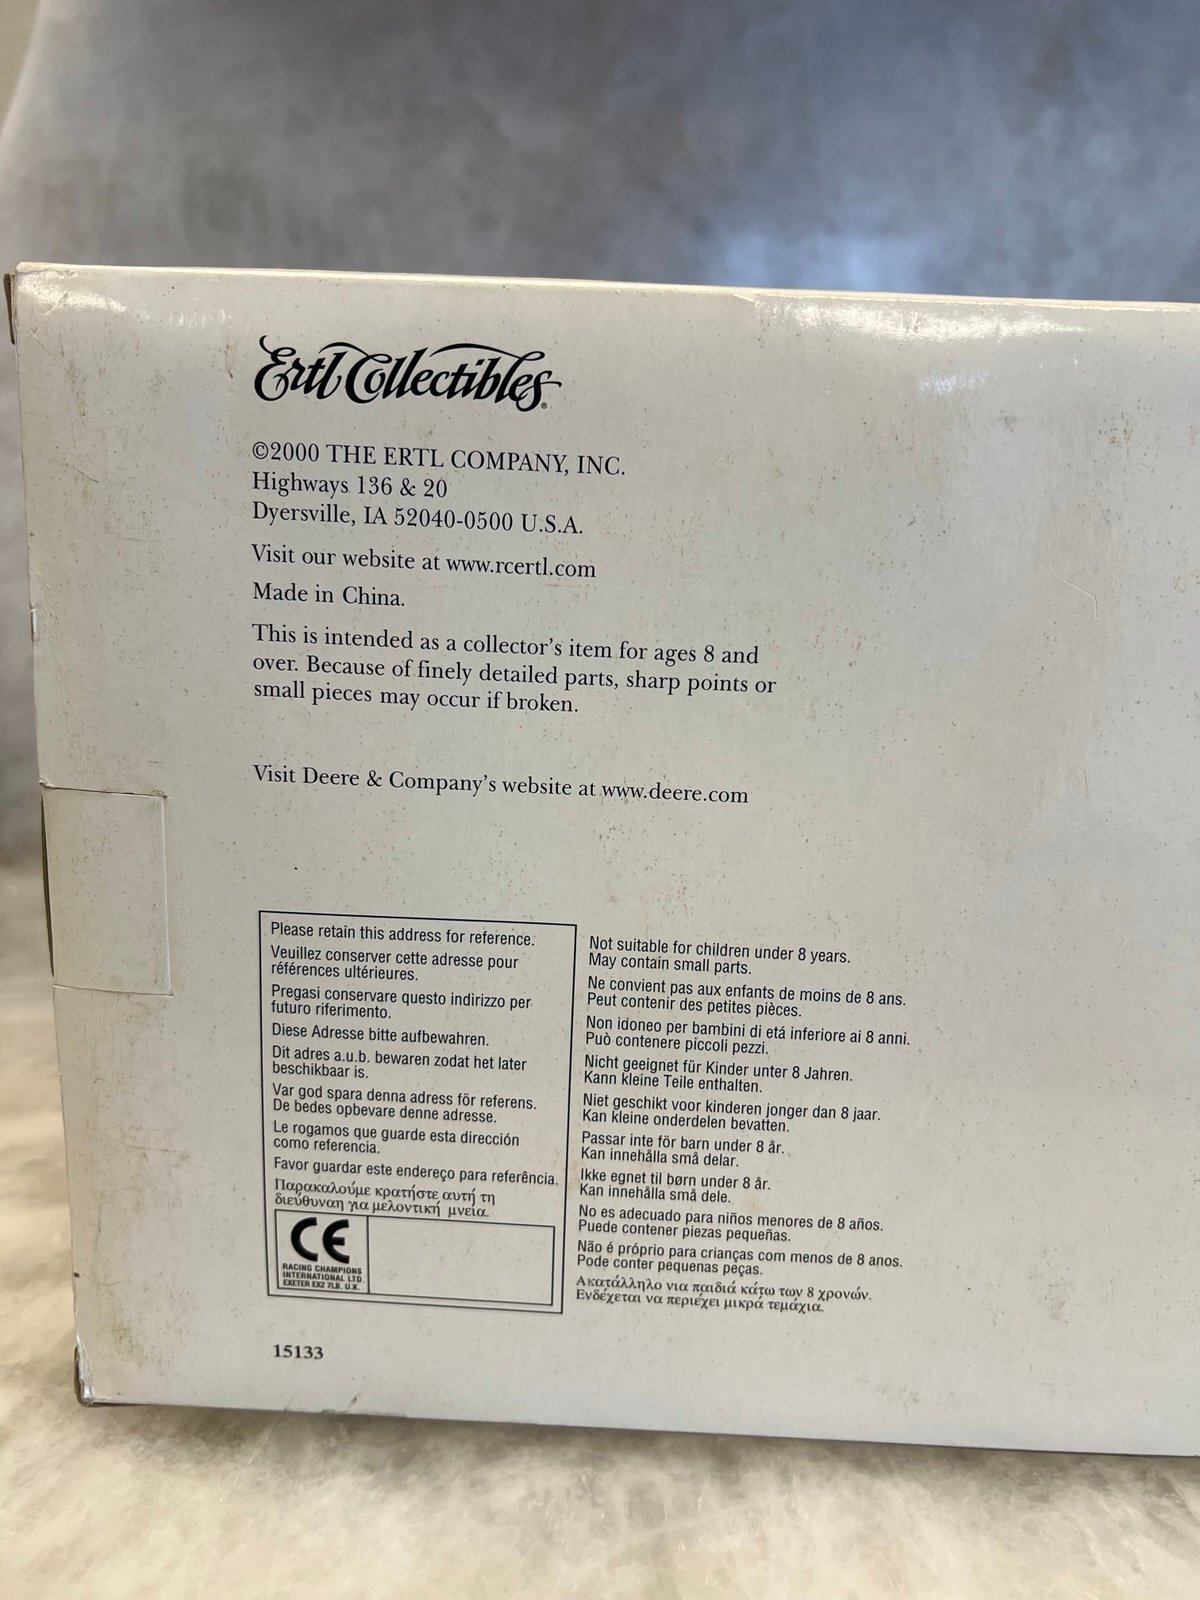 Ertl Collectibles®
©2000 THE ERTL COMPANY, INC.
Highways 136 & 20
Dyersville, IA 52040-0500 U.S.A.
Visit our website at www.rcertl.com
Made in China.
This is intended as a collector's item for ages 8 and
over. Because of finely detailed parts, sharp points or
small pieces may occur if broken.
Visit Deere & Company's website at www.deere.com
Please retain this address for reference.
Veuillez conserver cette adresse pour
références ultérieures.
Pregasi conservare questo indirizzo per
futuro riferimento.
Diese Adresse bitte aufbewahren.
Dit adres a.u.b. bewaren zodat het later
beschikbaar is.
Var god spara denna adress för referens.
De bedes opbevare denne adresse.
Le rogamos que guarde esta dirección
como referencia.
Favor guardar este endereço para referência.
Παρακαλούμε κρατήστε αυτή τη
διεύθυναη για μελοντική μνεία.
CE
RACING CHAMPIONS
INTERNATIONAL LTD.
EXETER EX2 7LB, U.K.
Not suitable for children under 8 years.
May contain small parts.
Ne convient pas aux enfants de moins de 8 ans.
Peut contenir des petites pièces.
Non idoneo per bambini di etá inferiore ai 8 anni.
Può contenere piccoli pezzi.
Nicht geeignet für Kinder unter 8 Jahren.
Kann kleine Teile enthalten.
Niet geschikt voor kinderen jonger dan 8 jaar.
Kan kleine onderdelen bevatten.
Passar inte för barn under 8 år.
Kan innehålla små delar.
Ikke egnet til børn under 8 år.
Kan innehålla små dele.
No es adecuado para niños menores de 8 años.
Puede contener piezas pequeñas.
Não é próprio para crianças com menos de 8 anos.
Pode conter pequenas peças.
Ακατάλληλο νια παιδιά κάτω των 8 χρονών.
Ενδέχεται να περιέχει μικρά τεμάχια.
15133